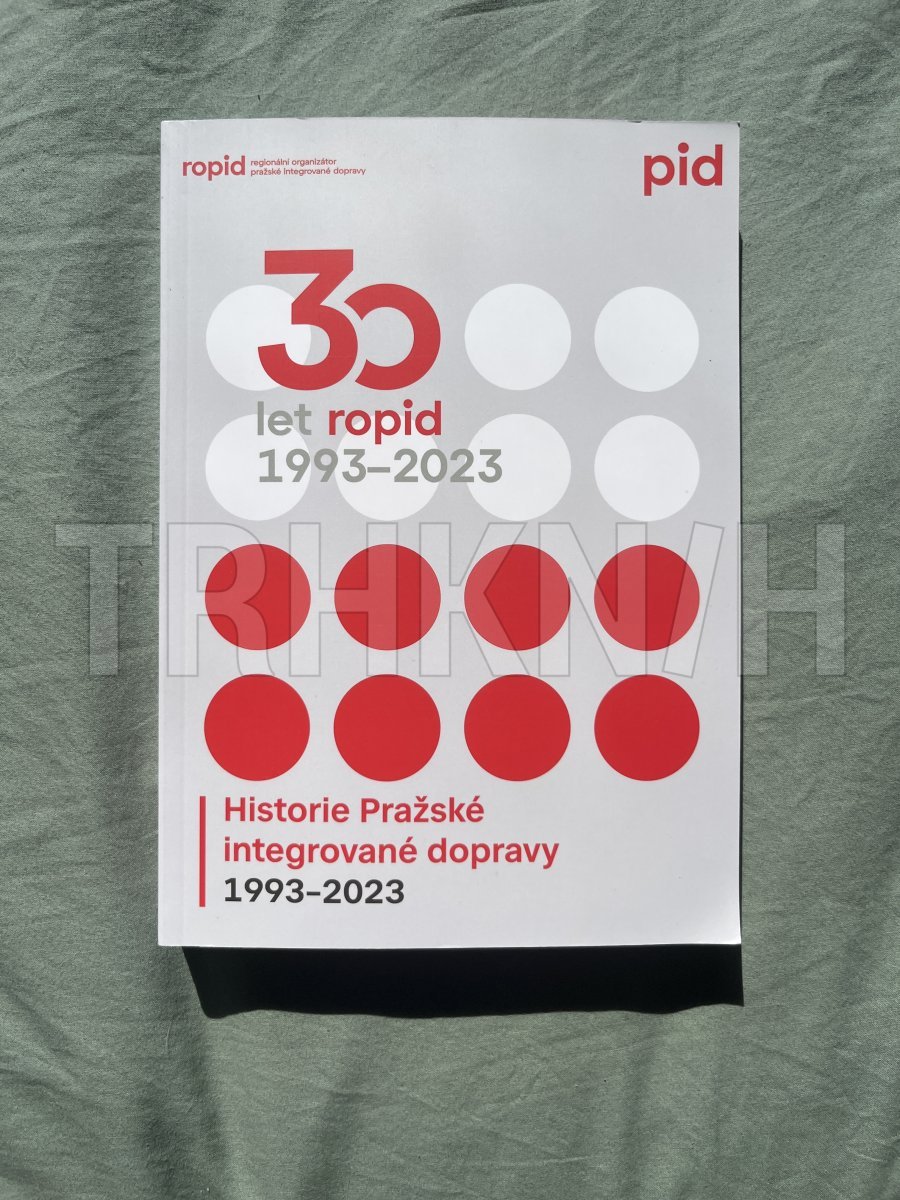 ropid
regionální organizátor
pražské integrované dopravy
pid
30
let ropid
1993–2023
TRHKNIH
Historie Pražské
integrované dopravy
1993–2023